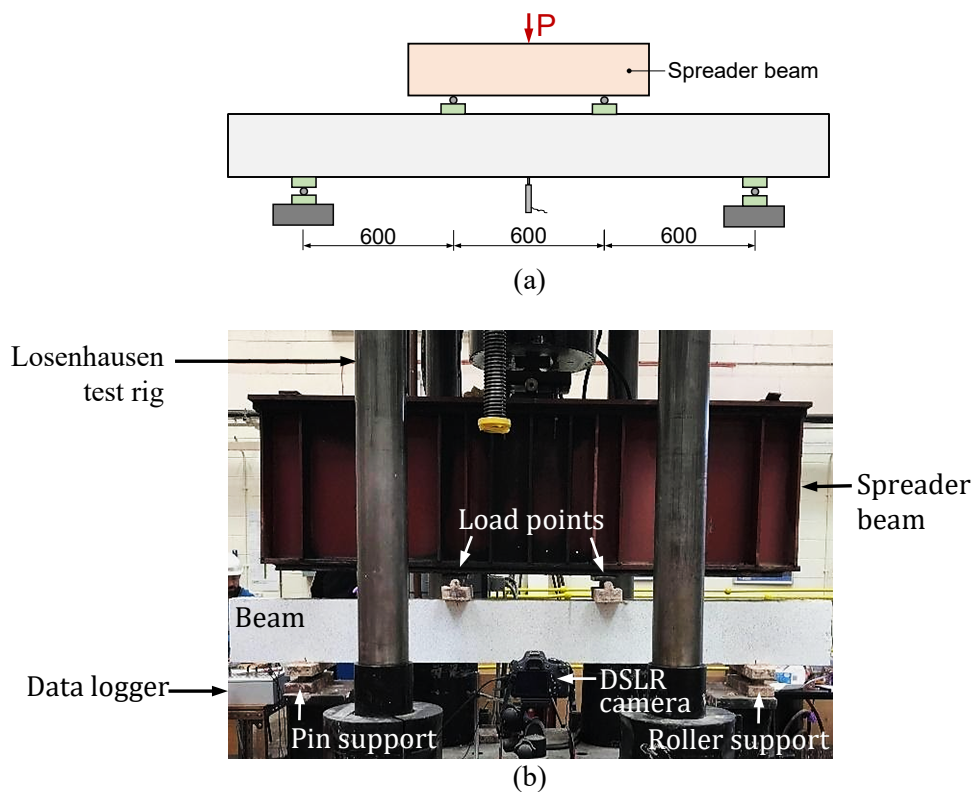 P
Spreader beam
600 600 600
(a)
Losenhausen
test rig
Load points
Spreader
beam
Beam
Data logger
DSLR
camera
Pin support
Roller support
(b)